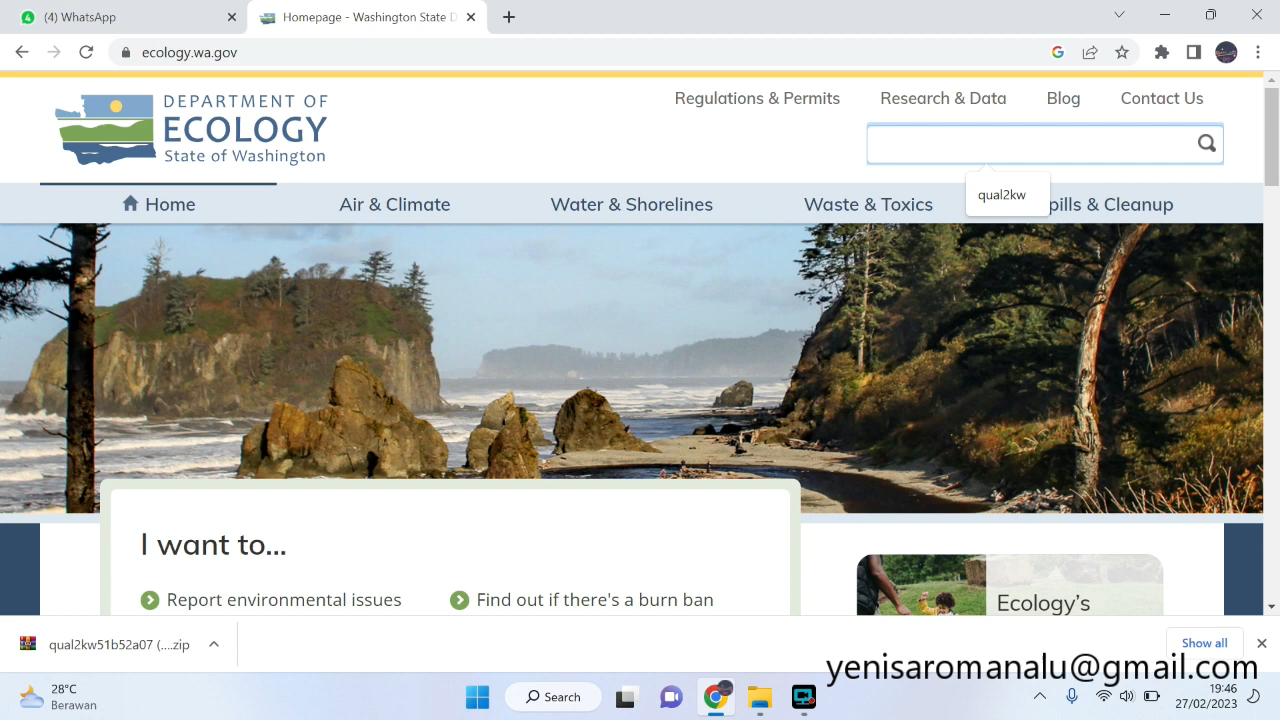 (4) WhatsApp
Homepage - Washington State D
ecology.wa.gov
DEPARTMENT OF
ECOLOGY
State of Washington
Regulations & Permits
Research & Data
Blog
Contact Us
qual2kw
Home
Air & Climate
Water & Shorelines
Waste & Toxics
pills & Cleanup
I want to...
Report environmental issues
Find out if there's a burn ban
Ecology's
qual2kw51b52a07 (....zip
Show all
yenisaromanalu@gmail.com
28°C
Berawan
Search
19:46
27/02/2023